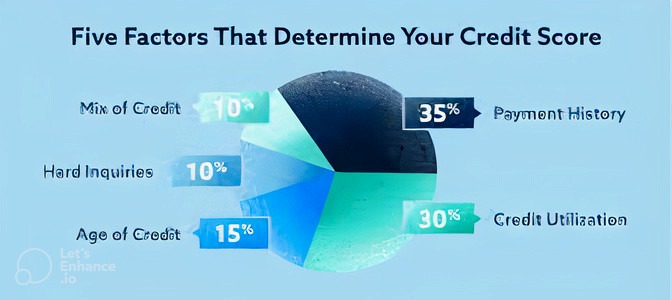 Five Factors That Determine Your Credit Score
Mix of Credit
10%
35%
Payment History
Hard Inquiries
10%
Age of Credit
15%
30%
Credit Utilization
Let's
Enhance
.io